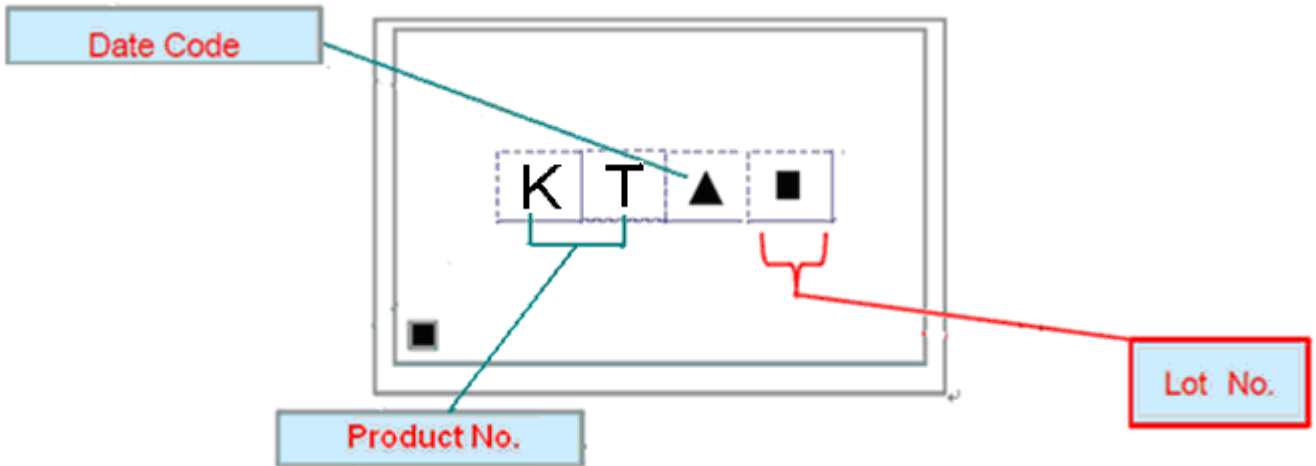 Date Code
K T ▲ ■
■
Lot No.
Product No.